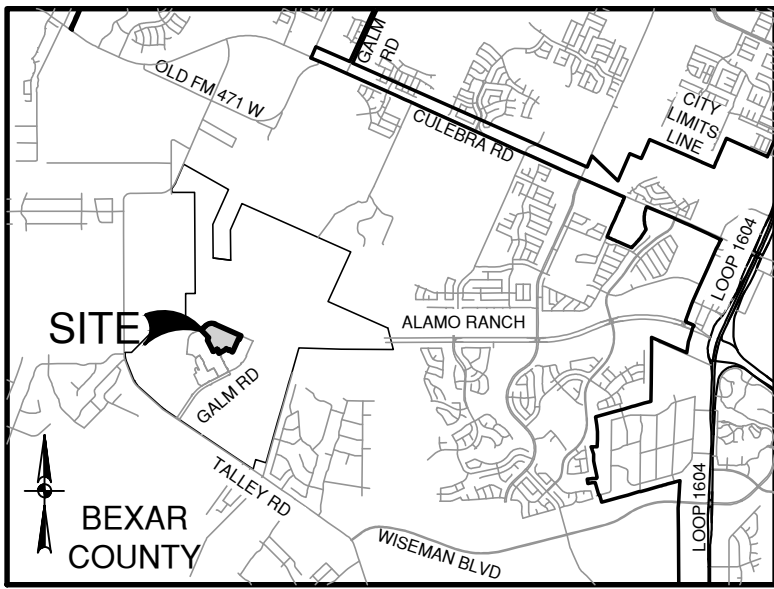 GALM
RD
OLD FM 471 W
CULEBRA RD
CITY
LIMITS
LINE
LOOP 1604
SITE
ALAMO RANCH
GALM RD
TALLEY RD
BEXAR
COUNTY
WISEMAN BLVD
LOOP 1604